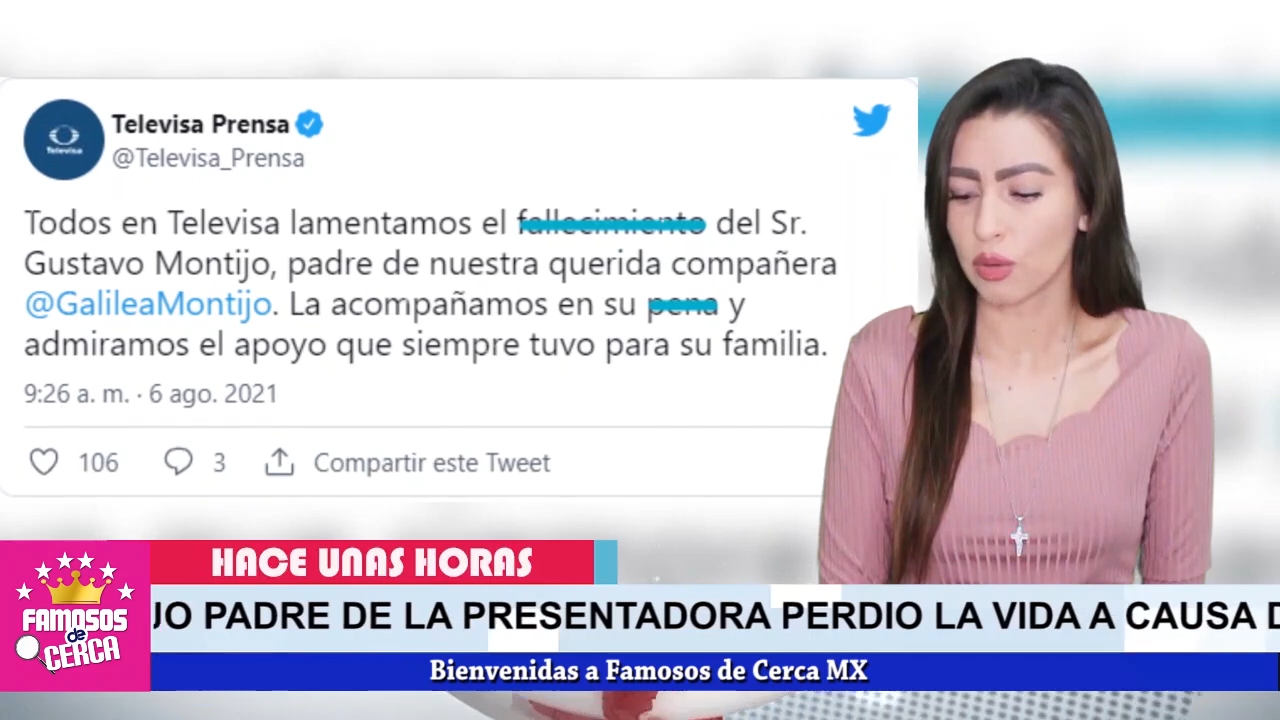 Televisa Prensa
@Televisa_Prensa
Televisa
Todos en Televisa lamentamos el fallecimiento del Sr.
Gustavo Montijo, padre de nuestra querida compañera
@GalileaMontijo. La acompañamos en su pena y
admiramos el apoyo que siempre tuvo para su familia.
9:26 a. m. · 6 ago. 2021
106 3 Compartir este Tweet
HACE UNAS HORAS
JO PADRE DE LA PRESENTADORA PERDIO LA VIDA A CAUSA D
FAMOSOS
de
CERCA
Bienvenidas a Famosos de Cerca MX